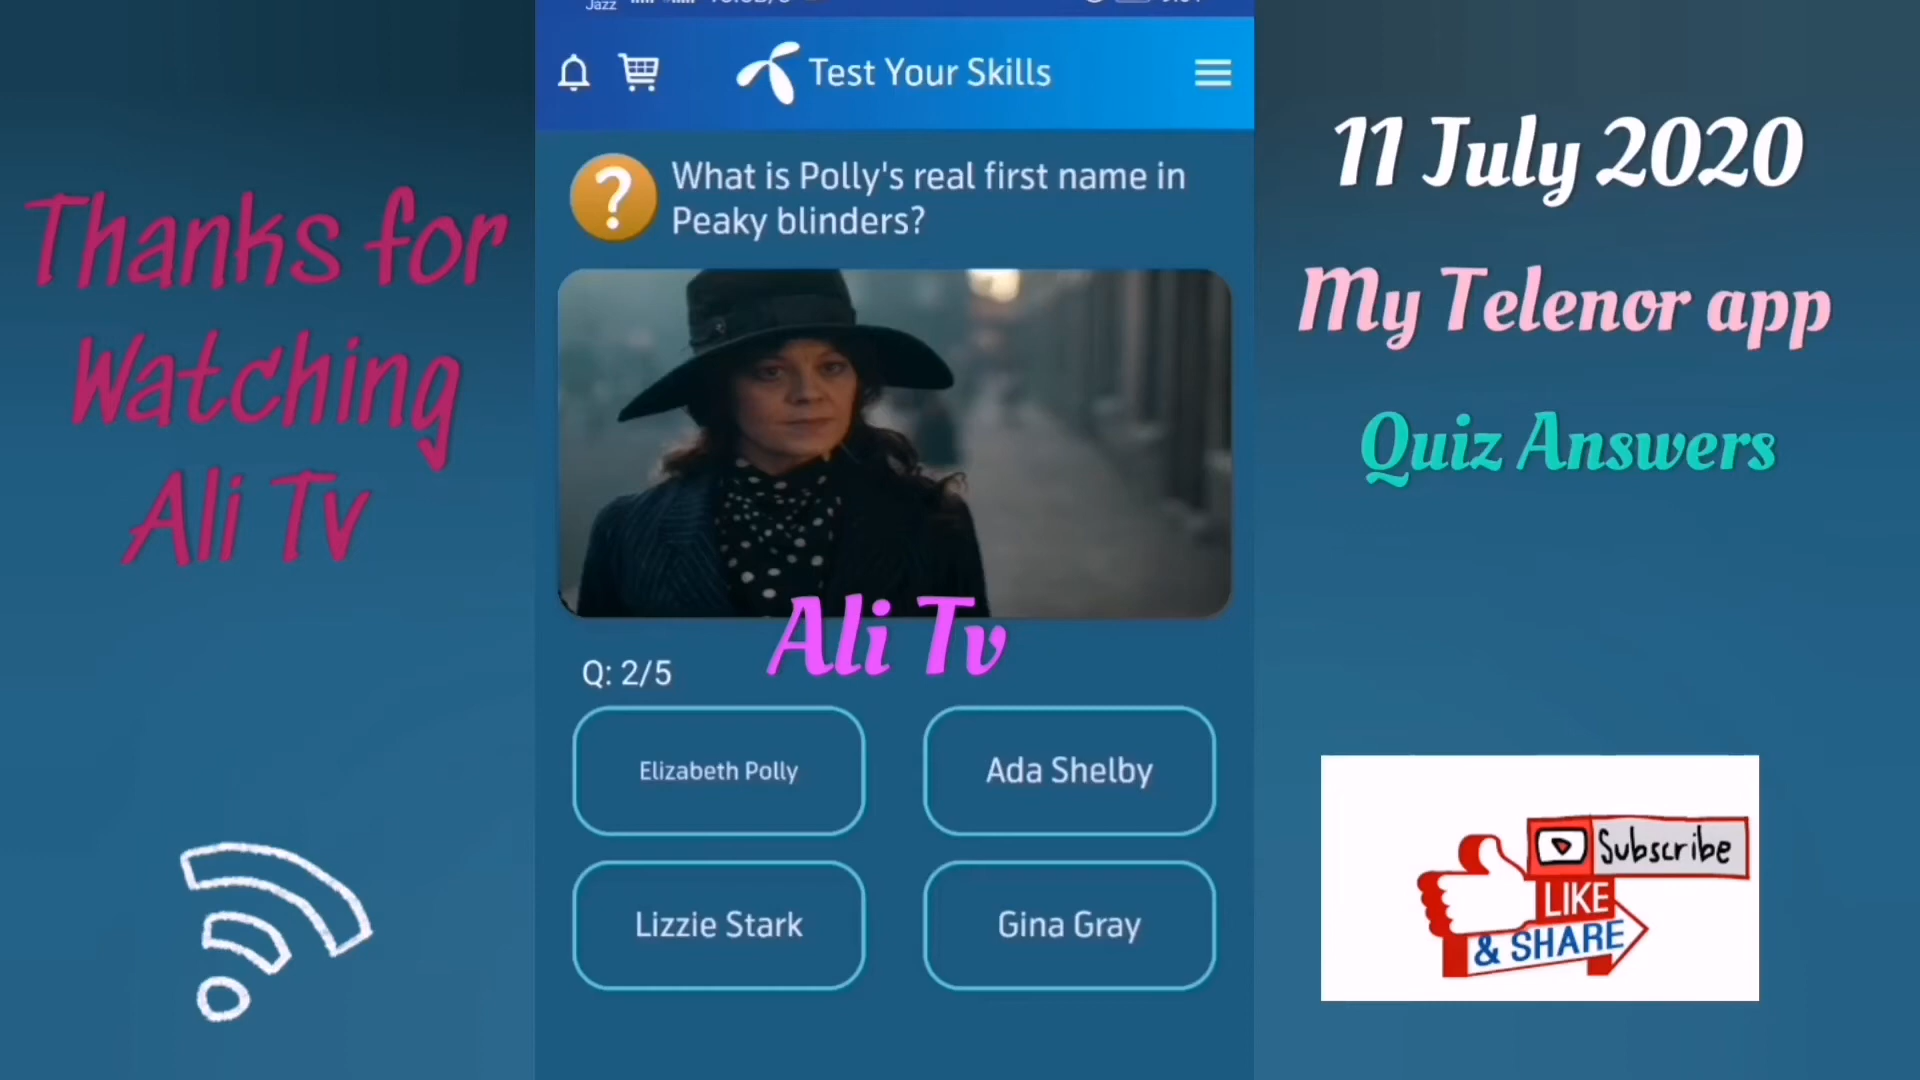 Jazz
Test Your Skills
What is Polly's real first name in
Peaky blinders?
Thanks for
Watching
Ali Tv
11 July 2020
My Telenor app
Quiz Answers
Ali Tv
Q: 2/5
Elizabeth Polly
Ada Shelby
Lizzie Stark
Gina Gray
Subscribe
LIKE
& SHARE